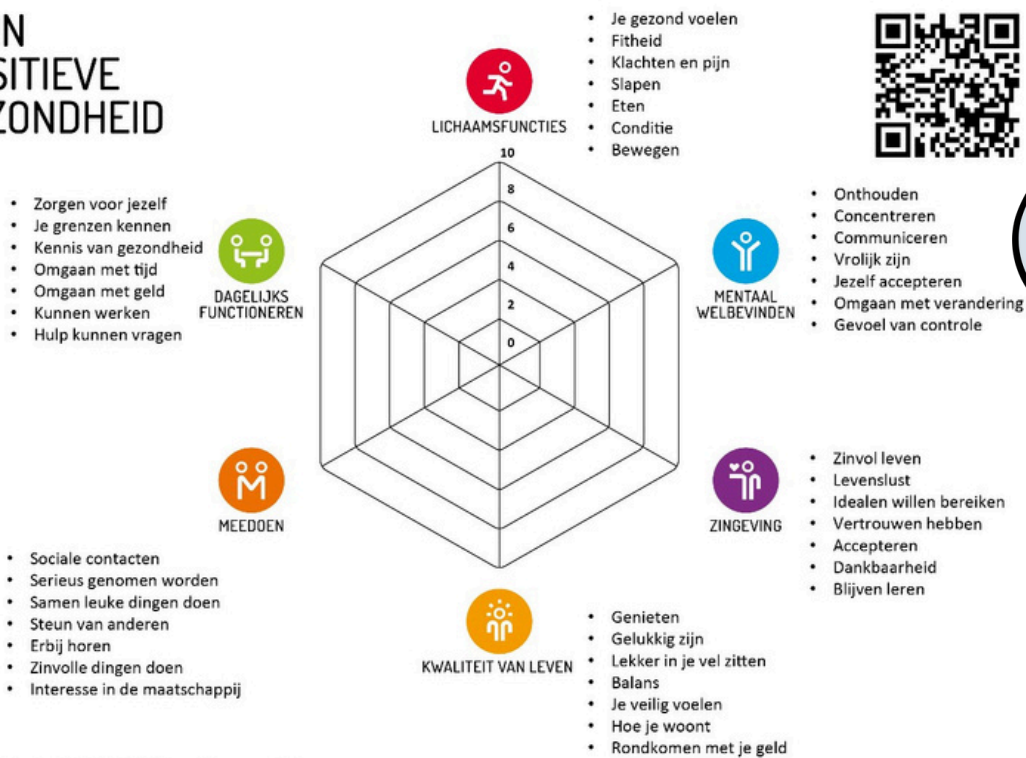 N
SITIEVE
ZONDHEID
LICHAAMSFUNCTIES
• Je gezond voelen
• Fitheid
• Klachten en pijn
• Slapen
• Eten
• Conditie
• Bewegen
10
8
6
4
2
0
• Zorgen voor jezelf
• Je grenzen kennen
• Kennis van gezondheid
• Omgaan met tijd
• Omgaan met geld
• Kunnen werken
• Hulp kunnen vragen
DAGELIJKS
FUNCTIONEREN
MENTAAL
WELBEVINDEN
• Onthouden
• Concentreren
• Communiceren
• Vrolijk zijn
• Jezelf accepteren
• Omgaan met verandering
• Gevoel van controle
MEEDOEN
• Sociale contacten
• Serieus genomen worden
• Samen leuke dingen doen
• Steun van anderen
• Erbij horen
• Zinvolle dingen doen
• Interesse in de maatschappij
ZINGEVING
• Zinvol leven
• Levenslust
• Idealen willen bereiken
• Vertrouwen hebben
• Accepteren
• Dankbaarheid
• Blijven leren
KWALITEIT VAN LEVEN
• Genieten
• Gelukkig zijn
• Lekker in je vel zitten
• Balans
• Je veilig voelen
• Hoe je woont
• Rondkomen met je geld